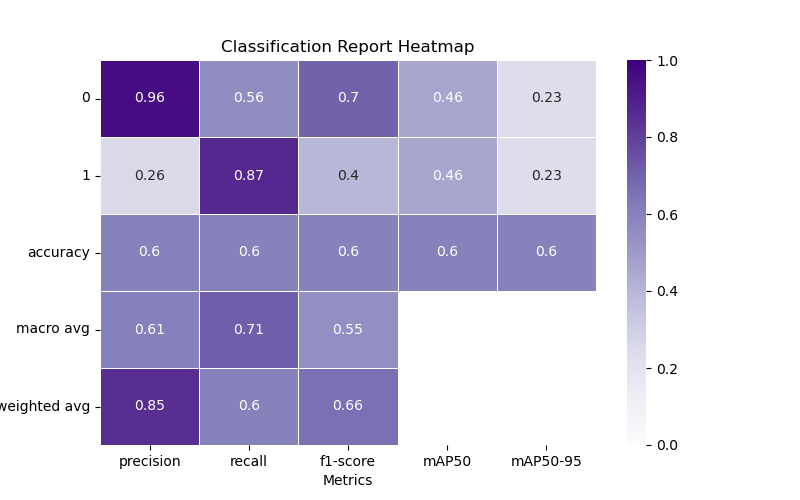 Classification Report Heatmap
0 0.96 0.56 0.7 0.46 0.23
1 0.26 0.87 0.4 0.46 0.23
accuracy 0.6 0.6 0.6 0.6 0.6
macro avg 0.61 0.71 0.55
weighted avg 0.85 0.6 0.66
precision recall f1-score mAP50 mAP50-95
Metrics
1.0
0.8
0.6
0.4
0.2
0.0